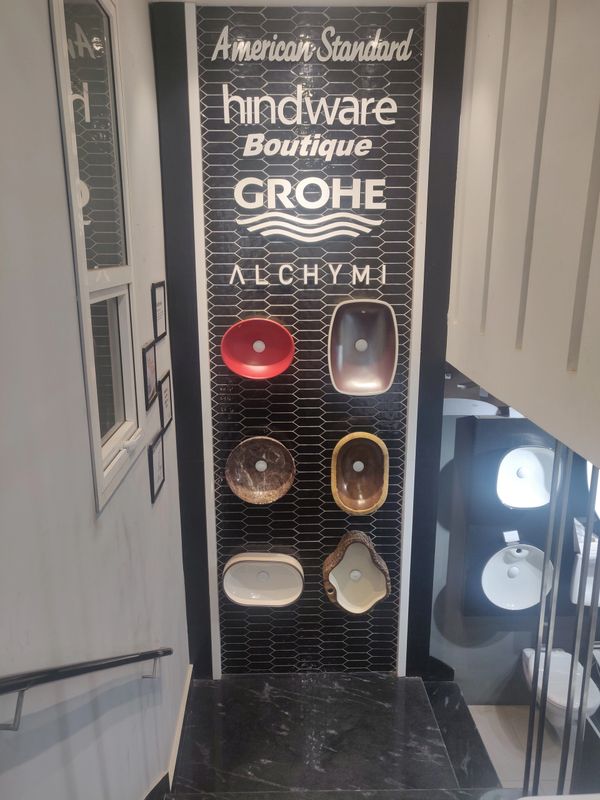 American Standard
hindware
Boutique
GROHE
ALCHYMI